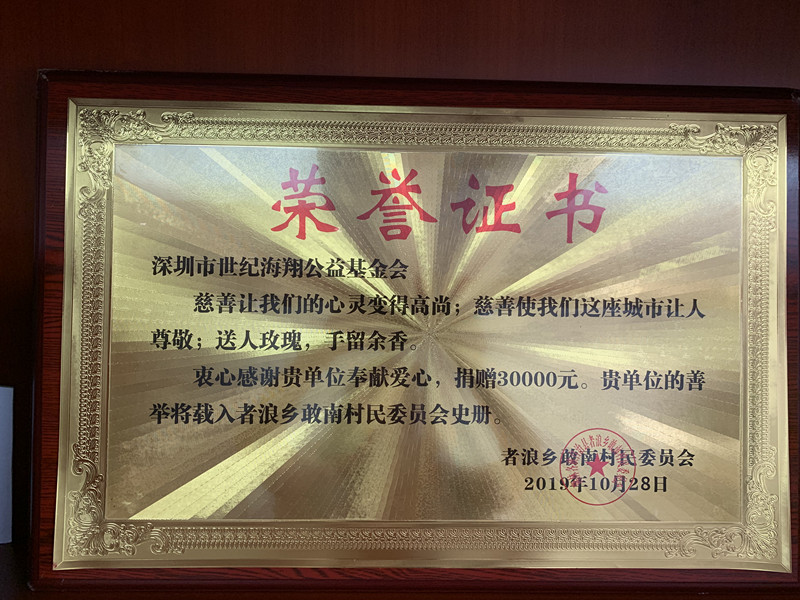 荣誉证书
深圳市世纪海翔公益基金会
慈善让我们的心灵变得高尚；慈善使我们这座城市让人
尊敬；送人玫瑰，手留余香。
衷心感谢贵单位奉献爱心，捐赠30000元。贵单位的善
举将载入者浪乡敢南村民委员会史册。
者浪乡敢南村民委员会
2019年10月28日